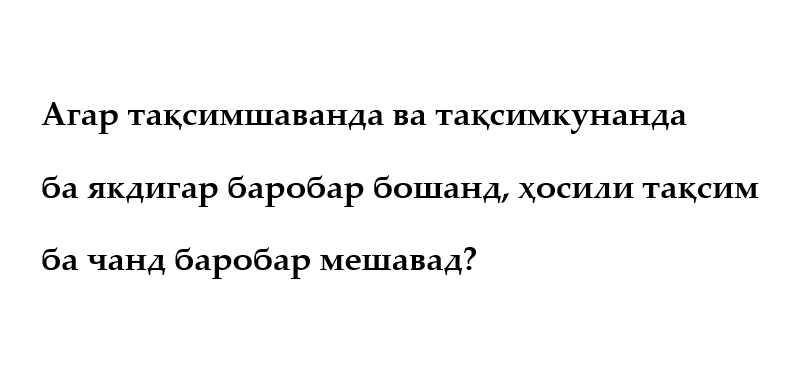 Агар тақсимшаванда ва тақсимкунанда
ба якдигар баробар бошанд, ҳосили тақсим
ба чанд баробар мешавад?